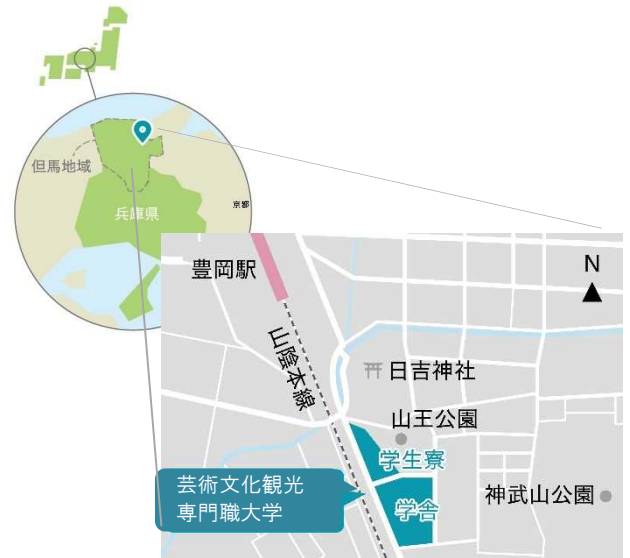 但馬地域
兵庫県
京都
豊岡駅
N
山陰本線
日吉神社
山王公園
学生寮
芸術文化観光
専門職大学
学舎
神武山公園